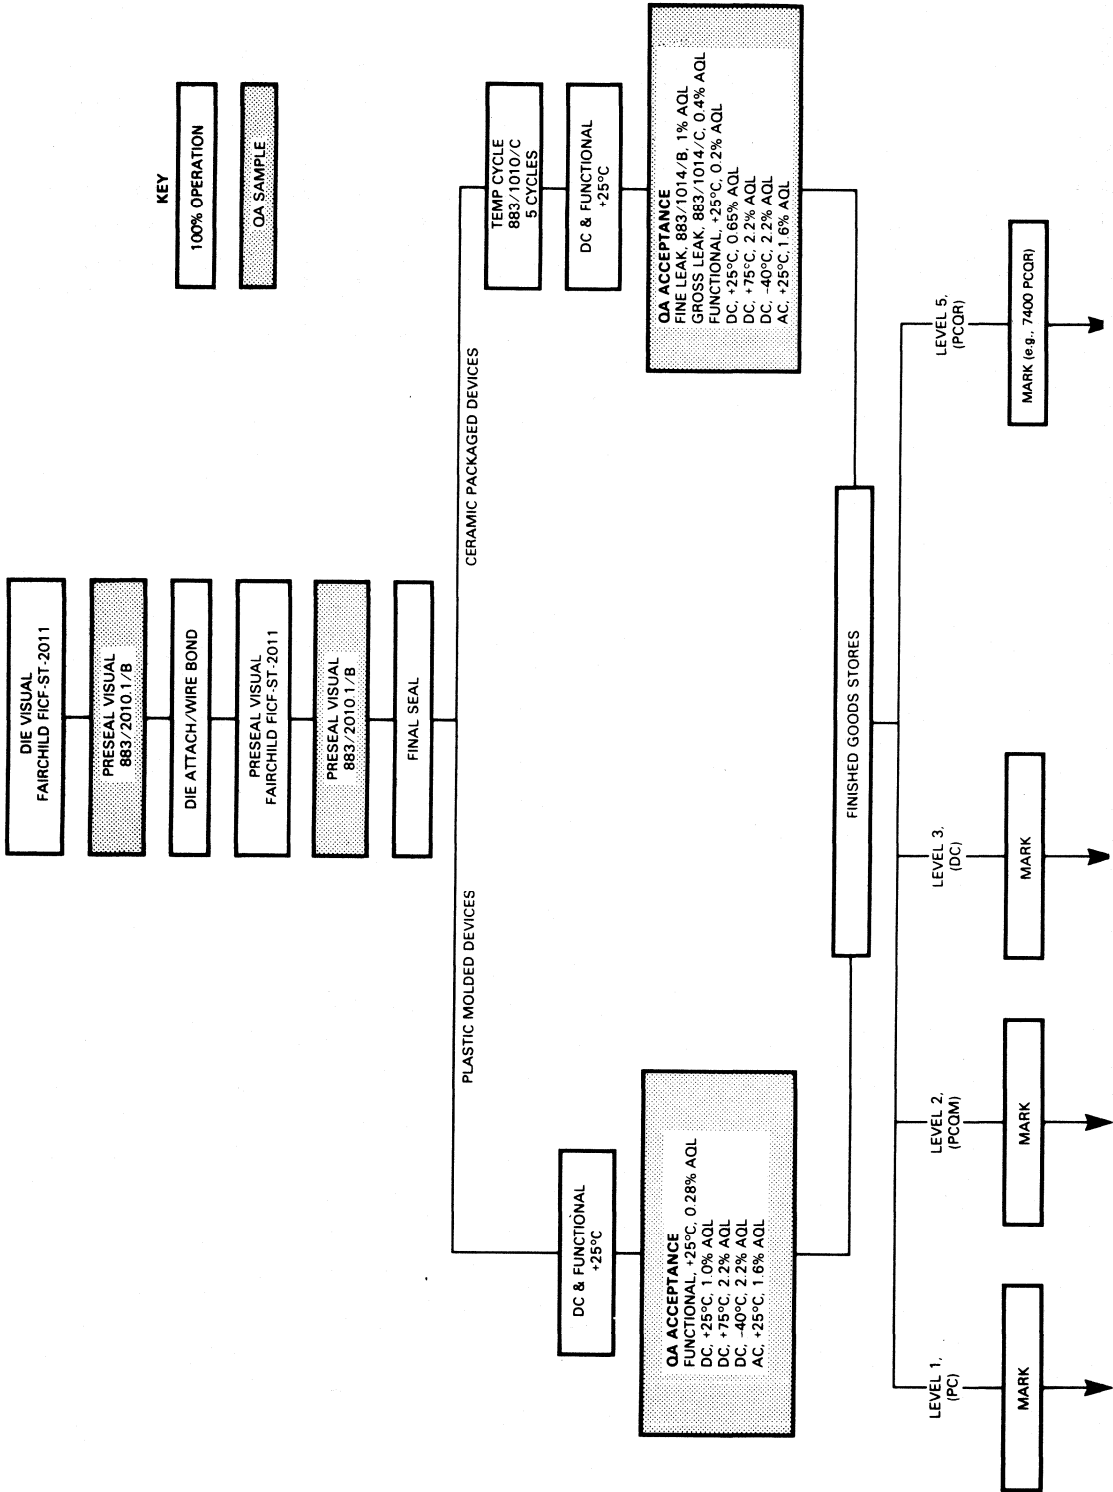 DIE VISUAL
FAIRCHILD FICF-ST-2011
PRESEAL VISUAL
883/2010.1/B
DIE ATTACH/WIRE BOND
PRESEAL VISUAL
FAIRCHILD FICF-ST-2011
PRESEAL VISUAL
883/2010.1/B
FINAL SEAL
KEY
100% OPERATION
QA SAMPLE
PLASTIC MOLDED DEVICES
CERAMIC PACKAGED DEVICES
DC & FUNCTIONAL
+25°C
QA ACCEPTANCE
FUNCTIONAL, +25°C, 0.28% AQL
DC, +25°C, 1.0% AQL
DC, +75°C, 2.2% AQL
DC, -40°C, 2.2% AQL
AC, +25°C, 1.6% AQL
TEMP CYCLE
883/1010/C
5 CYCLES
DC & FUNCTIONAL
+25°C
QA ACCEPTANCE
FINE LEAK, 883/1014/B, 1% AQL
GROSS LEAK, 883/1014/C, 0.4% AQL
FUNCTIONAL, +25°C, 0.2% AQL
DC, +25°C, 0.65% AQL
DC, +75°C, 2.2% AQL
DC, -40°C, 2.2% AQL
AC, +25°C, 1.6% AQL
FINISHED GOODS STORES
LEVEL 1,
(PC)
LEVEL 2,
(PCQM)
LEVEL 3,
(DC)
LEVEL 5,
(PCQR)
MARK
MARK
MARK
MARK (e.g., 7400 PCQR)